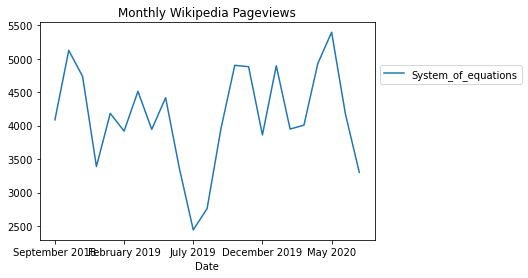 Monthly Wikipedia Pageviews
5500
5000
4500
4000
3500
3000
2500
System_of_equations
September 2018 February 2019 July 2019 December 2019 May 2020
Date